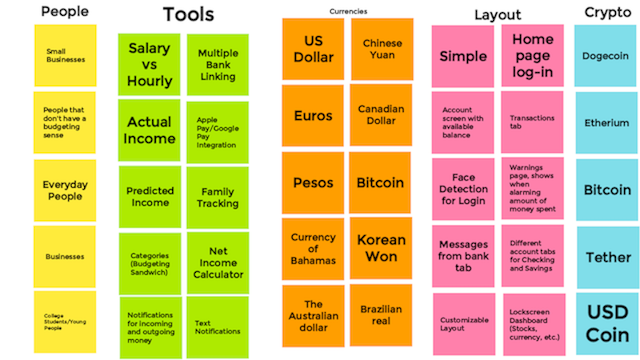 People
Small
Businesses
People that
don't have a
budgeting
sense
Everyday
People
Businesses
College
Students/Young
People
Tools
Salary
vs
Hourly
Multiple
Bank
Linking
Actual
Income
Apple
Pay/Google
Pay
Integration
Predicted
Income
Family
Tracking
Categories
(Budgeting
Sandwich)
Net
Income
Calculator
Notifications
for incoming
and outgoing
money
Text
Notifications
Currencies
US
Dollar
Chinese
Yuan
Euros
Canadian
Dollar
Pesos
Bitcoin
Currency
of
Bahamas
Korean
Won
The
Australian
dollar
Brazilian
real
Layout
Simple
Home
page
log-in
Account
screen with
available
balance
Transactions
tab
Face
Detection
for Login
Warnings
page, shows
when
alarming
amount of
money spent
Messages
from bank
tab
Different
account tabs
for Checking
and Savings
Customizable
Layout
Lockscreen
Dashboard
(Stocks,
currency, etc.)
Crypto
Dogecoin
Etherium
Bitcoin
Tether
USD
Coin